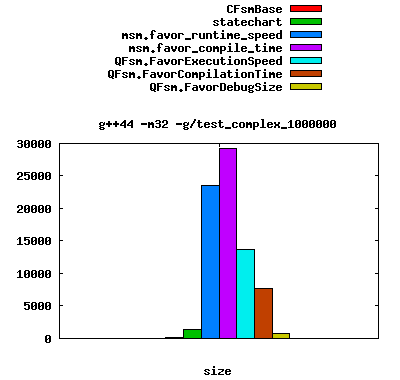 CFsmBase
statechart
msm.favor_runtime_speed
msm.favor_compile_time
QFsm.FavorExecutionSpeed
QFsm.FavorCompilationTime
QFsm.FavorDebugSize
g++44 -m32 -g/test_complex_1000000
30000
25000
20000
15000
10000
5000
0
size